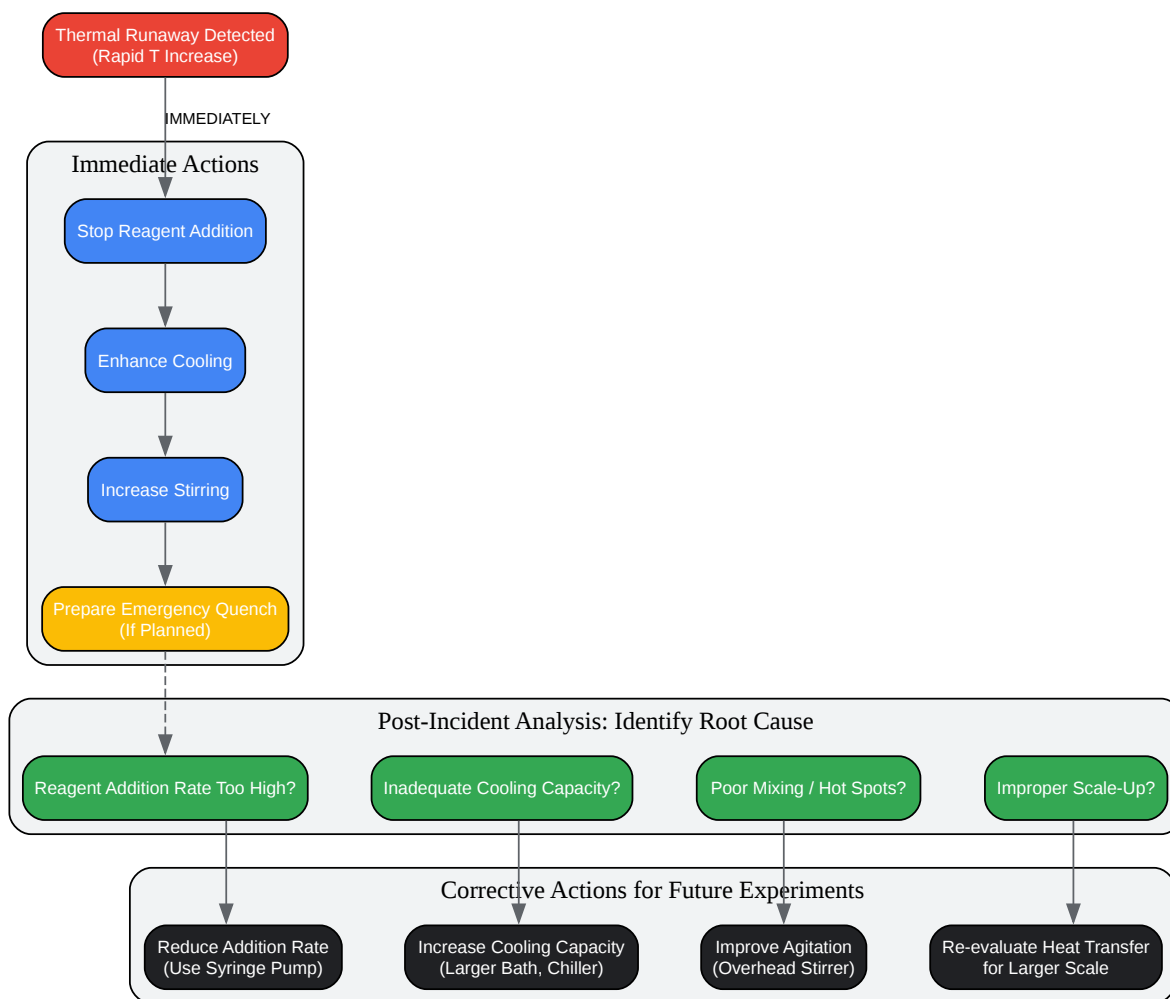 Thermal Runaway Detected
(Rapid T Increase)
IMMEDIATELY
Immediate Actions
Stop Reagent Addition
Enhance Cooling
Increase Stirring
Prepare Emergency Quench
(If Planned)
Post-Incident Analysis: Identify Root Cause
Reagent Addition Rate Too High?
Inadequate Cooling Capacity?
Poor Mixing / Hot Spots?
Improper Scale-Up?
Corrective Actions for Future Experiments
Reduce Addition Rate
(Use Syringe Pump)
Increase Cooling Capacity
(Larger Bath, Chiller)
Improve Agitation
(Overhead Stirrer)
Re-evaluate Heat Transfer
for Larger Scale